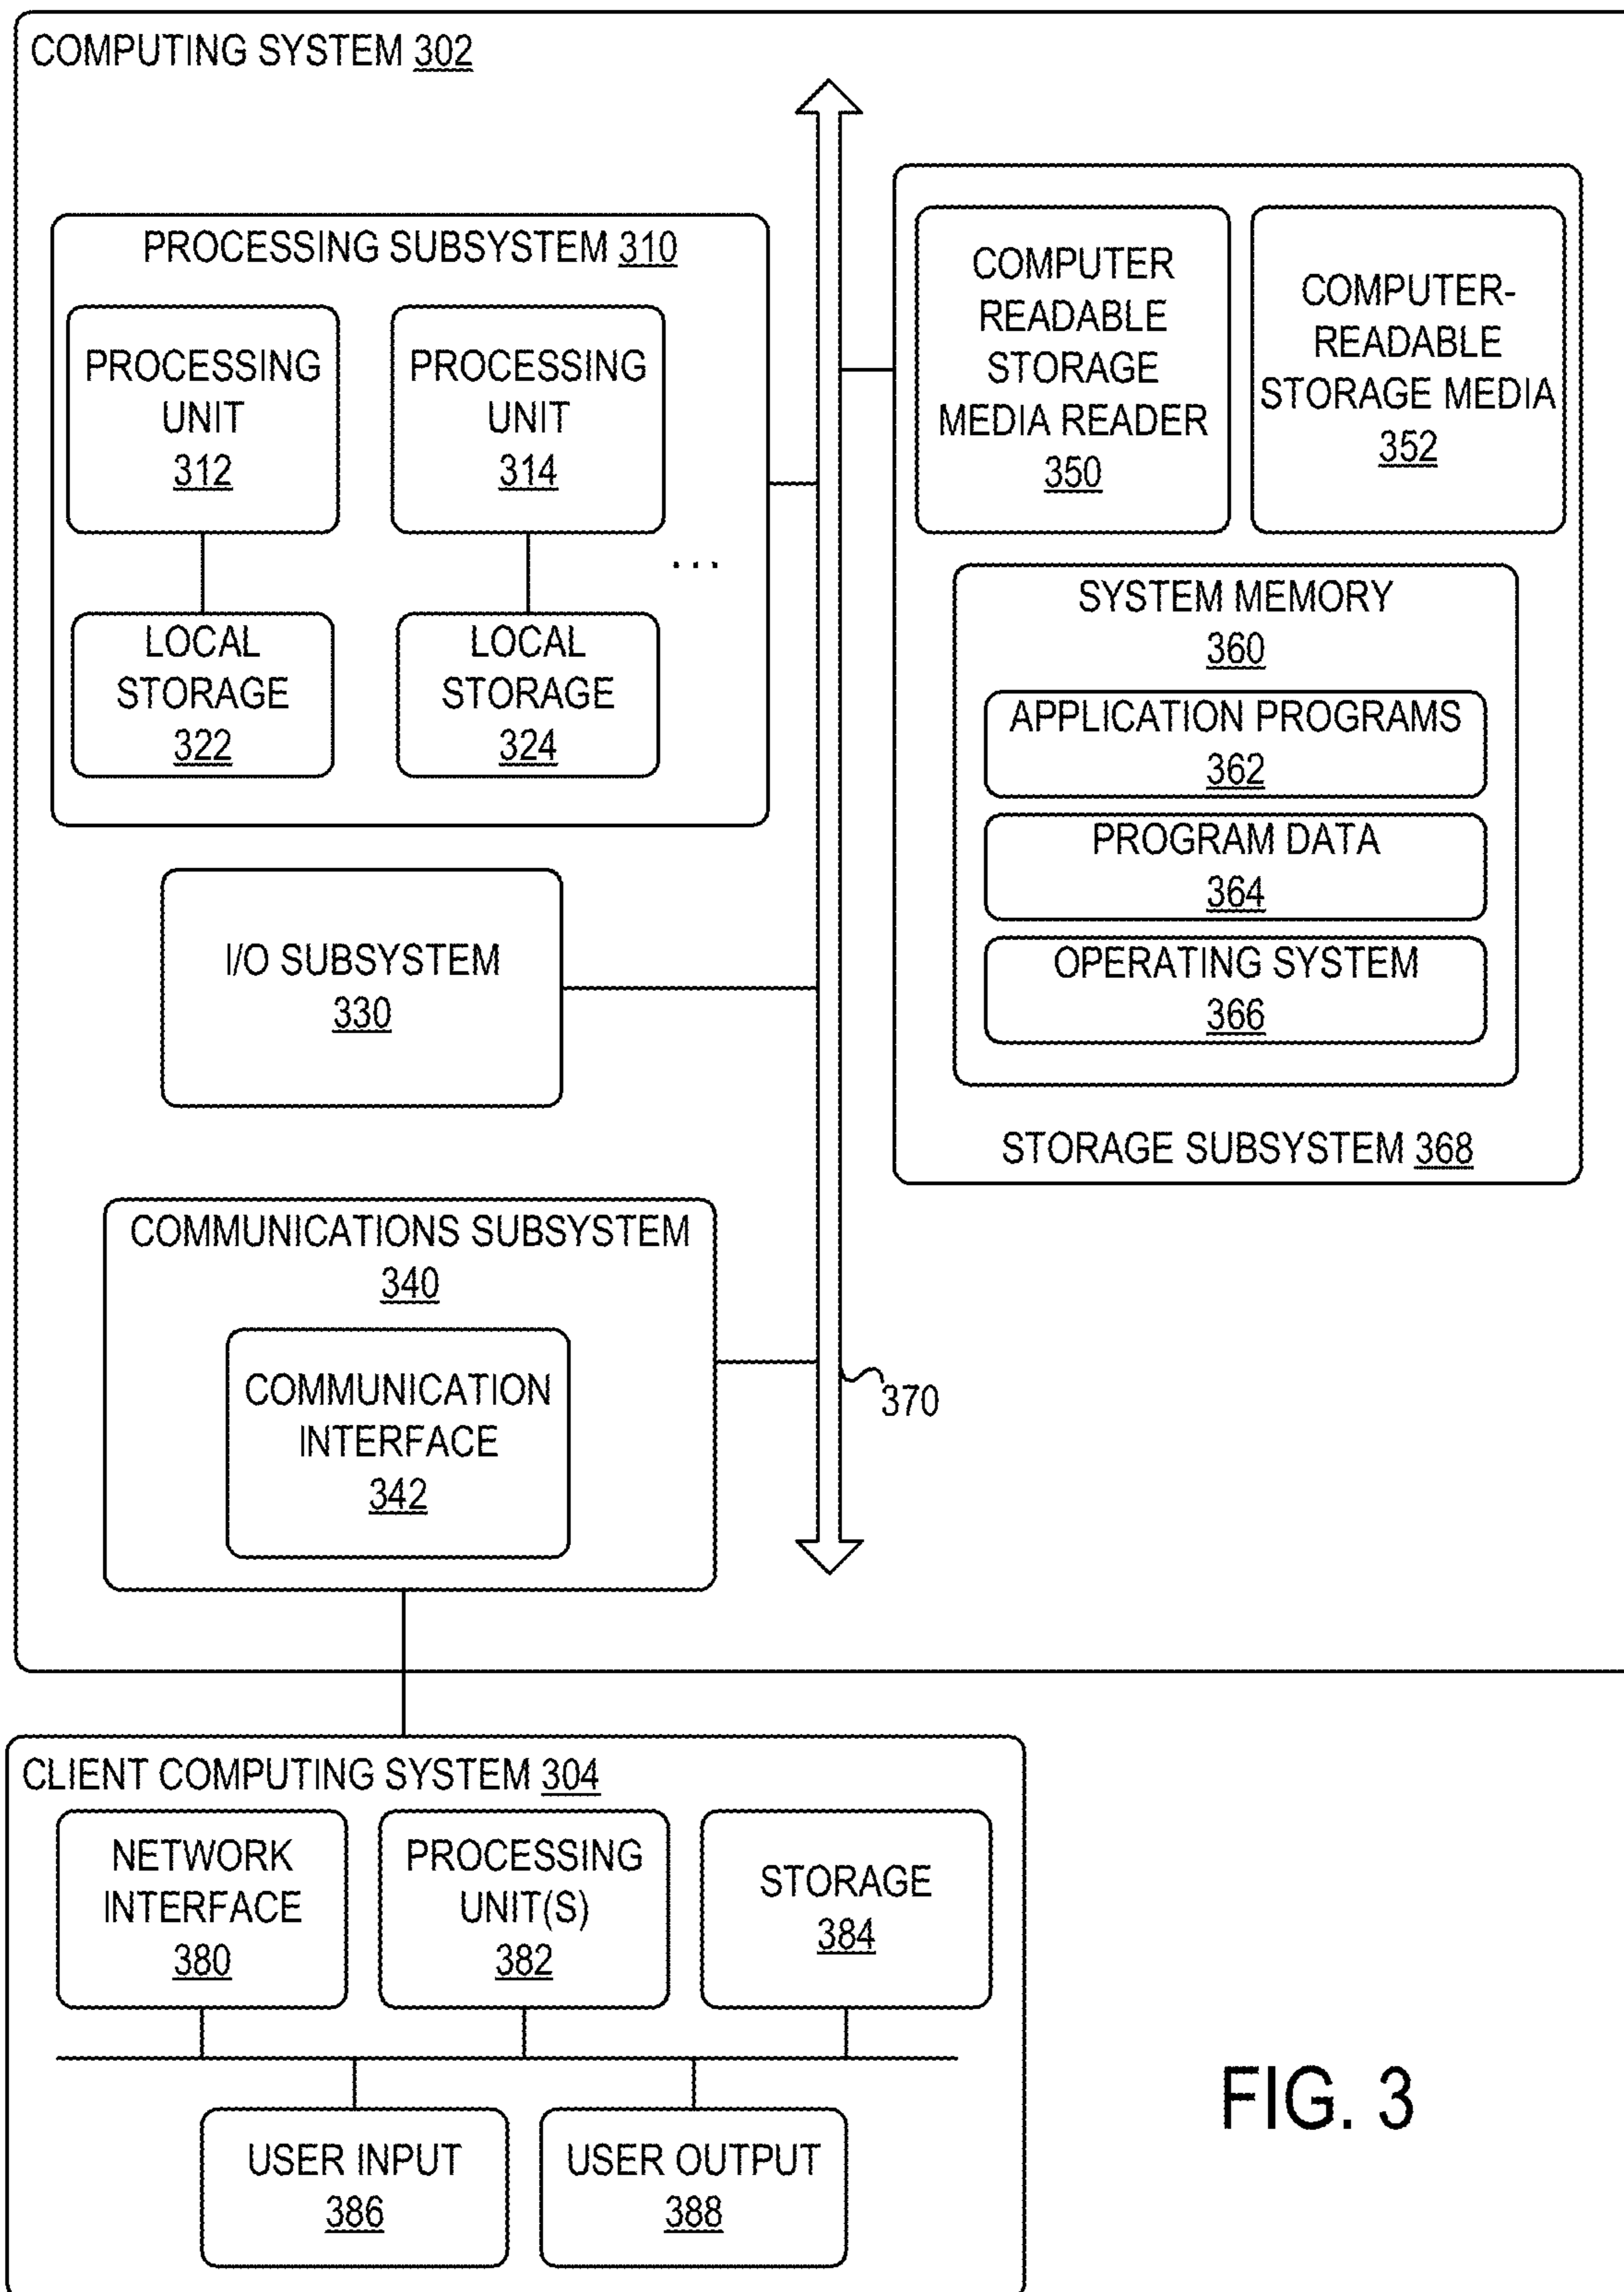 COMPUTING SYSTEM 302
PROCESSING SUBSYSTEM 310
PROCESSING
UNIT
312
PROCESSING
UNIT
314
...
LOCAL
STORAGE
322
LOCAL
STORAGE
324
I/O SUBSYSTEM
330
COMMUNICATIONS SUBSYSTEM
340
COMMUNICATION
INTERFACE
342
COMPUTER
READABLE
STORAGE
MEDIA READER
350
COMPUTER-
READABLE
STORAGE MEDIA
352
SYSTEM MEMORY
360
APPLICATION PROGRAMS
362
PROGRAM DATA
364
OPERATING SYSTEM
366
STORAGE SUBSYSTEM 368
370
CLIENT COMPUTING SYSTEM 304
NETWORK
INTERFACE
380
PROCESSING
UNIT(S)
382
STORAGE
384
USER INPUT
386
USER OUTPUT
388
FIG. 3